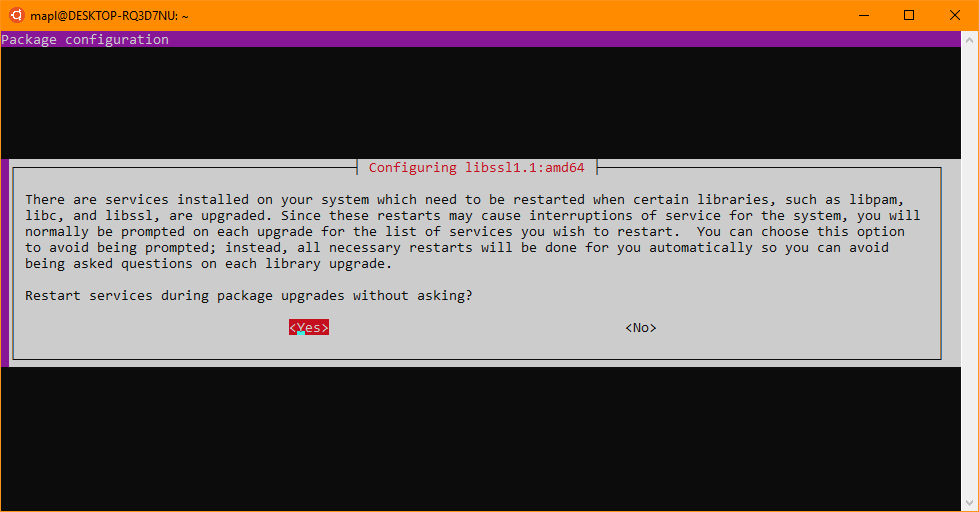 mapl@DESKTOP-RQ3D7NU: ~
Package configuration
Configuring libssl1.1:amd64
There are services installed on your system which need to be restarted when certain libraries, such as libpam,
libc, and libssl, are upgraded. Since these restarts may cause interruptions of service for the system, you will
normally be prompted on each upgrade for the list of services you wish to restart.  You can choose this option
to avoid being prompted; instead, all necessary restarts will be done for you automatically so you can avoid
being asked questions on each library upgrade.
Restart services during package upgrades without asking?
<Yes> <No>